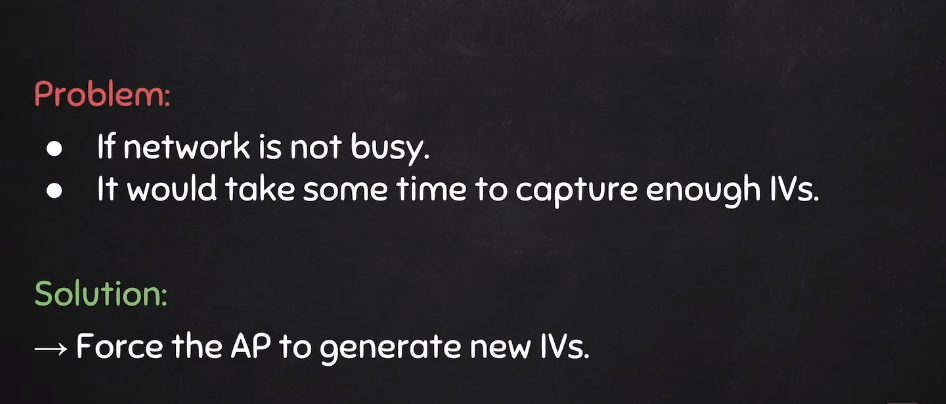 Problem:
● If network is not busy.
● It would take some time to capture enough IVs.
Solution:
→ Force the AP to generate new IVs.